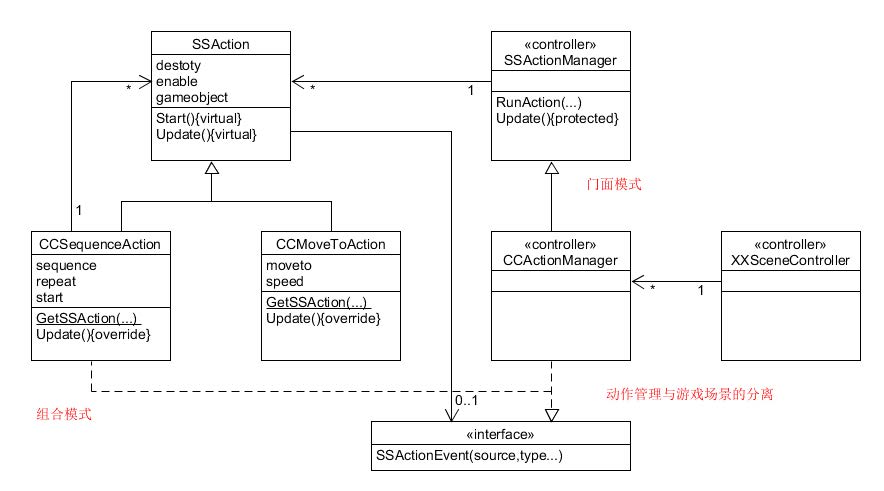 SSAction
destoty
enable
gameobject
Start(){virtual}
Update(){virtual}
«controller»
SSActionManager
RunAction(...)
Update(){protected}
*
*
1
门面模式
1
CCSequenceAction
sequence
repeat
start
GetSSAction(...)
Update(){override}
CCMoveToAction
moveto
speed
GetSSAction(...)
Update(){override}
«controller»
CCActionManager
«controller»
XXSceneController
*
1
组合模式
0..1
动作管理与游戏场景的分离
«interface»
SSActionEvent(source,type...)